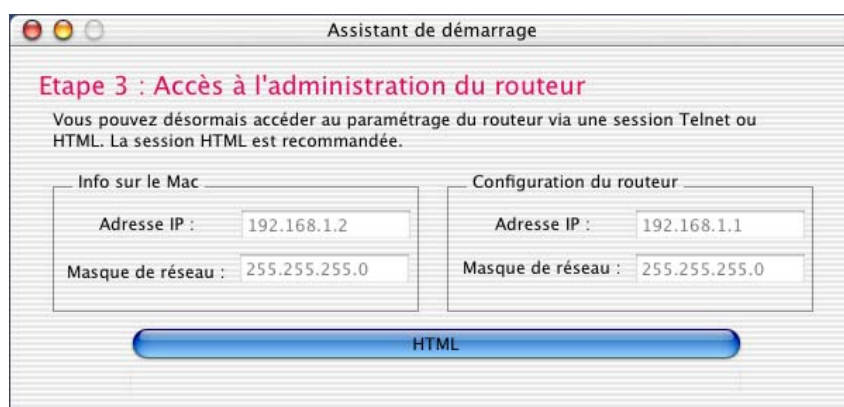 Assistant de démarrage
Etape 3 : Accès à l'administration du routeur
Vous pouvez désormais accéder au paramétrage du routeur via une session Telnet ou
HTML. La session HTML est recommandée.
Info sur le Mac
Adresse IP : 192.168.1.2
Masque de réseau : 255.255.255.0
Configuration du routeur
Adresse IP : 192.168.1.1
Masque de réseau : 255.255.255.0
HTML